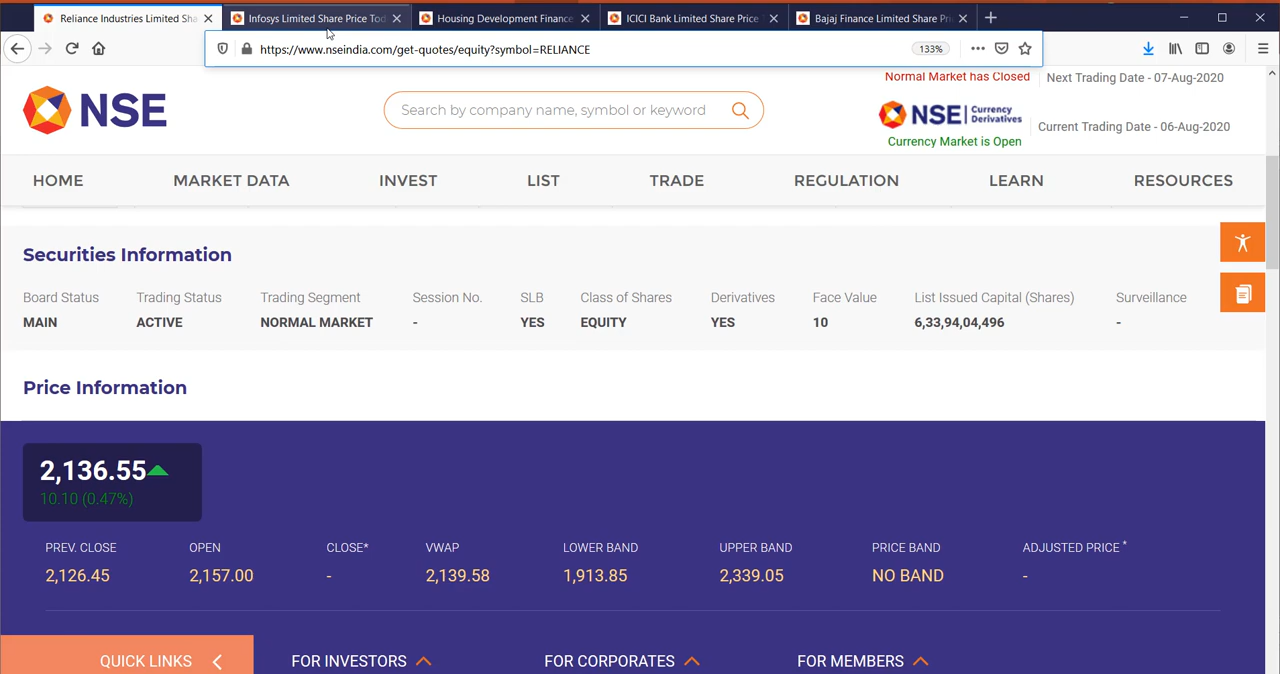 Reliance Industries Limited Sha
Infosys Limited Share Price Tod
Housing Development Finance
ICICI Bank Limited Share Price
Bajaj Finance Limited Share Pri
https://www.nseindia.com/get-quotes/equity?symbol=RELIANCE
133%
NSE
Search by company name, symbol or keyword
Normal Market has Closed
Next Trading Date - 07-Aug-2020
NSE Currency Derivatives
Current Trading Date - 06-Aug-2020
Currency Market is Open
HOME MARKET DATA INVEST LIST TRADE REGULATION LEARN RESOURCES
Securities Information
Board Status Trading Status Trading Segment Session No. SLB Class of Shares Derivatives Face Value List Issued Capital (Shares) Surveillance
MAIN ACTIVE NORMAL MARKET - YES EQUITY YES 10 6,33,94,04,496 -
Price Information
2,136.55
10.10 (0.47%)
PREV. CLOSE OPEN CLOSE* VWAP LOWER BAND UPPER BAND PRICE BAND ADJUSTED PRICE *
2,126.45 2,157.00 - 2,139.58 1,913.85 2,339.05 NO BAND -
QUICK LINKS FOR INVESTORS FOR CORPORATES FOR MEMBERS